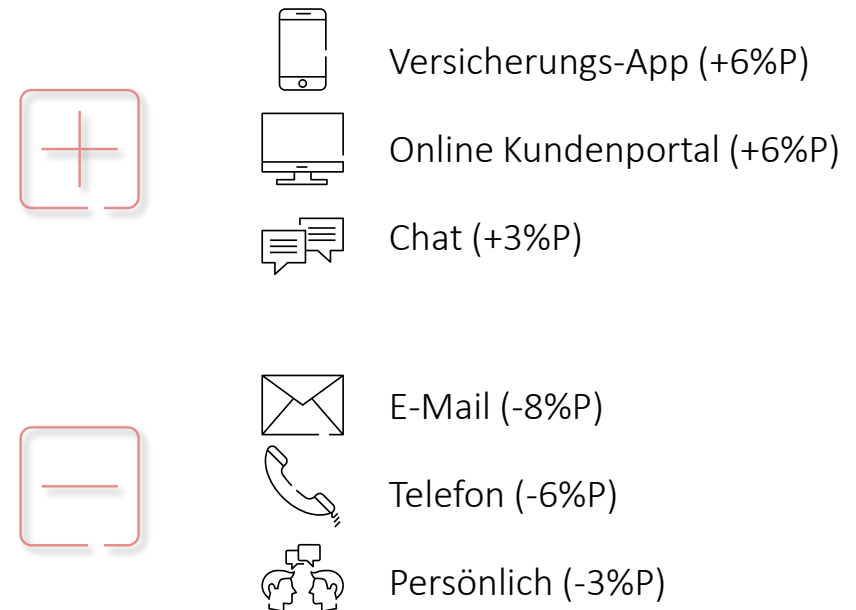 Versicherungs-App (+6%P)
Online Kundenportal (+6%P)
Chat (+3%P)
E-Mail (-8%P)
Telefon (-6%P)
Persönlich (-3%P)